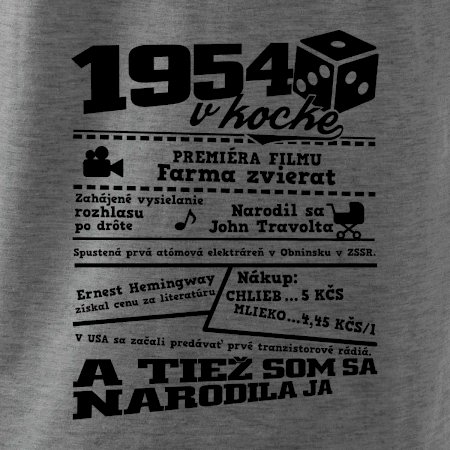 1954
v kocke
PREMIÉRA FILMU
Farma zvierat
Zahájené vysielanie
rozhlasu
po drôte
Narodil sa
John Travolta
Spustená prvá atómová elektráreň v Obninsku v ZSSR.
Ernest Hemingway
získal cenu za literatúru
Nákup:
CHLIEB...5 KČS
MLIEKO...4,45 KČS/l
V USA sa začali predávať prvé tranzistorové rádiá.
A TIEŽ SOM SA
NARODILA JA